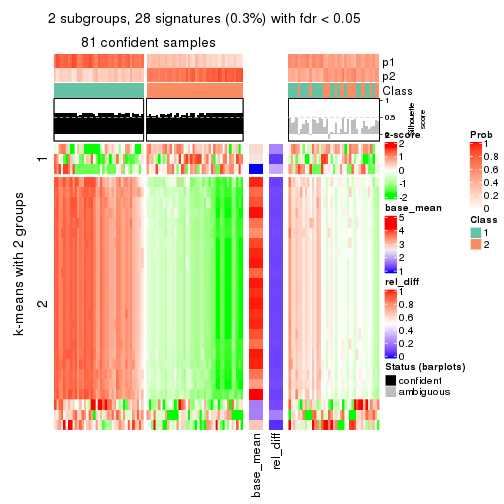 2 subgroups, 28 signatures (0.3%) with fdr < 0.05
81 confident samples
p1
p2
Class
1
0.5
0
Silhouette
score
z-score
2
1
0
-1
-2
base_mean
5
4
3
2
1
rel_diff
1
0.8
0.6
0.4
0.2
0
Status (barplots)
confident
ambiguous
Prob
1
0.8
0.6
0.4
0.2
0
Class
1
2
k-means with 2 groups
1
2
base_mean
rel_diff